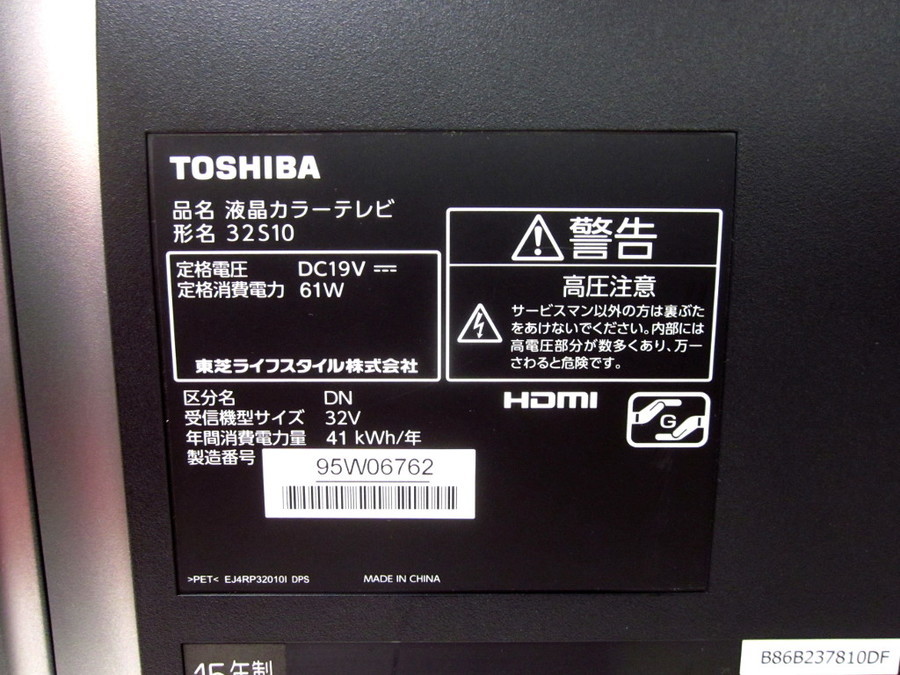 TOSHIBA
品名 液晶カラーテレビ
形名 32S10
定格電圧 DC19V ⎓
定格消費電力 61W
東芝ライフスタイル株式会社
警告
高圧注意
サービスマン以外の方は裏ぶた
をあけないでください。内部には
高電圧部分が数多くあり、万一
さわると危険です。
区分名 DN
受信機型サイズ 32V
年間消費電力量 41 kWh/年
製造番号 95W06762
HDMI
G
>PET< EJ4RP32010I DPS MADE IN CHINA
15年製
B86B237810DF